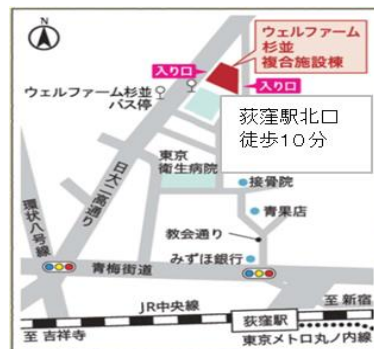 N
ウェルファーム
杉並
複合施設棟
入り口
入り口
ウェルファーム杉並
バス停
荻窪駅北口
徒歩10分
東京
衛生病院
日大二高通り
接骨院
青果店
環状八号線
教会通り
みずほ銀行
青梅街道
JR中央線
至 新宿
荻窪駅
至 吉祥寺
東京メトロ丸ノ内線